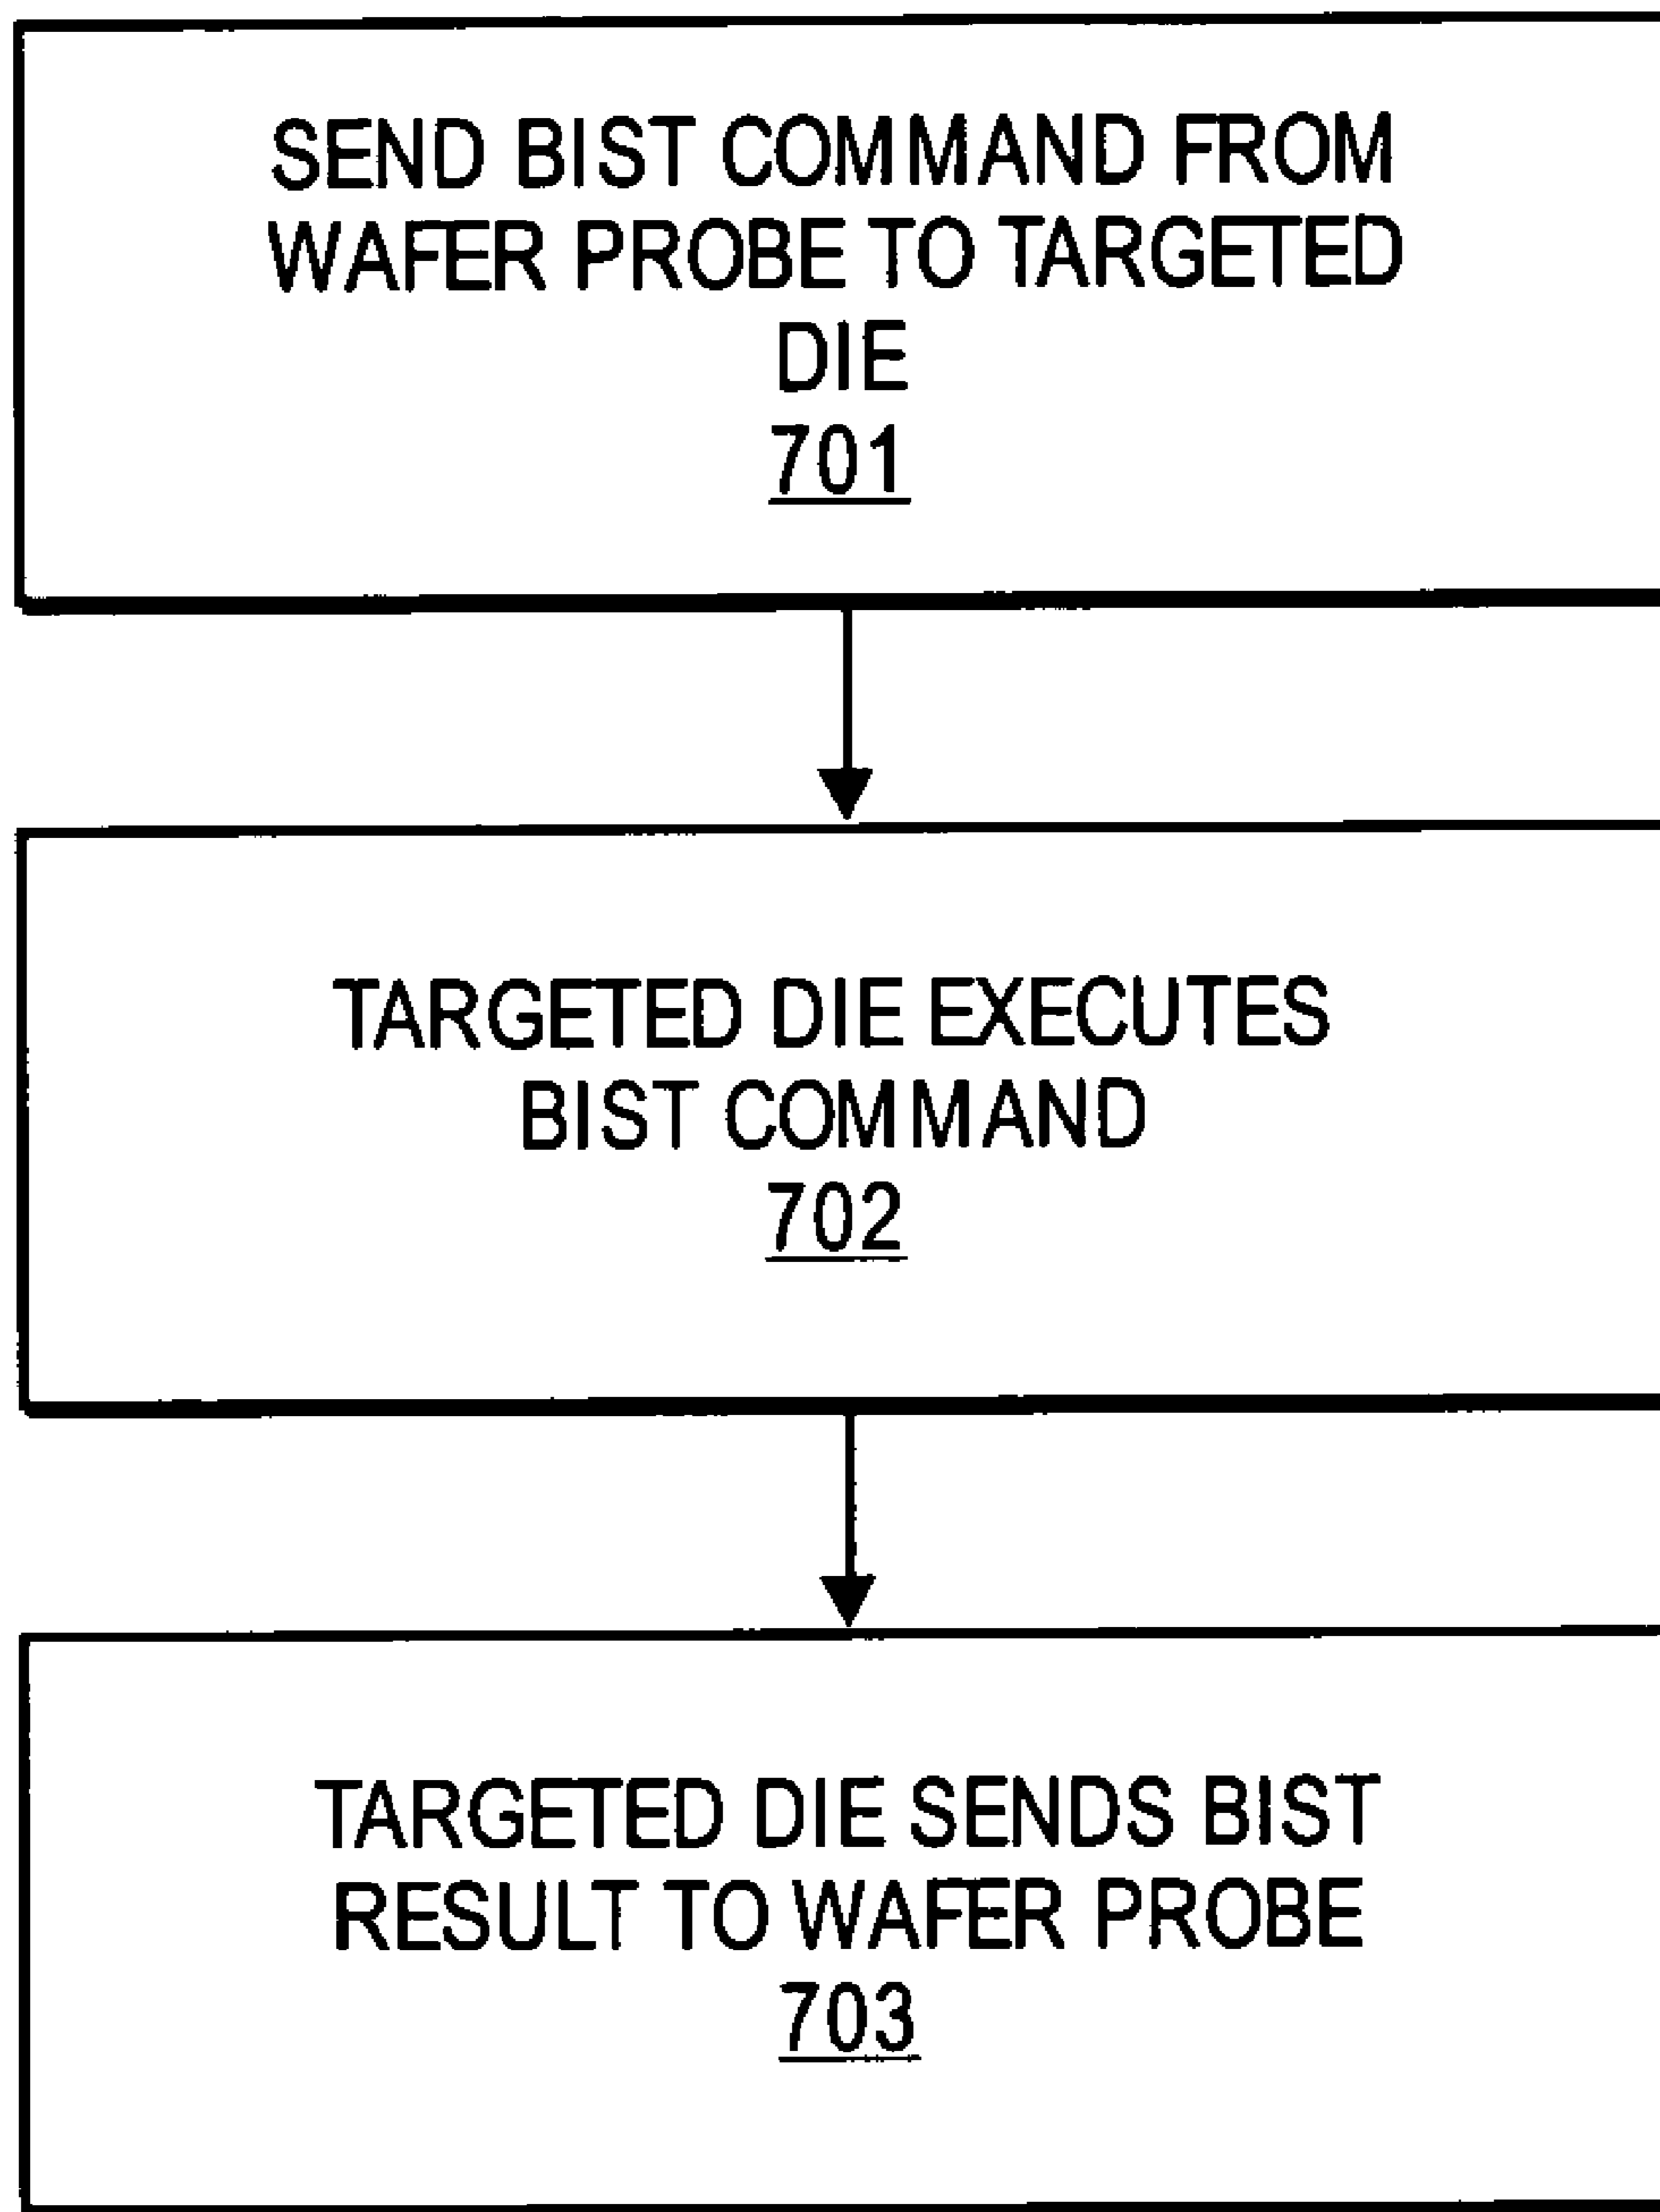 SEND BIST COMMAND FROM
WAFER PROBE TO TARGETED
DIE
701
TARGETED DIE EXECUTES
BIST COMMAND
702
TARGETED DIE SENDS BIST
RESULT TO WAFER PROBE
703